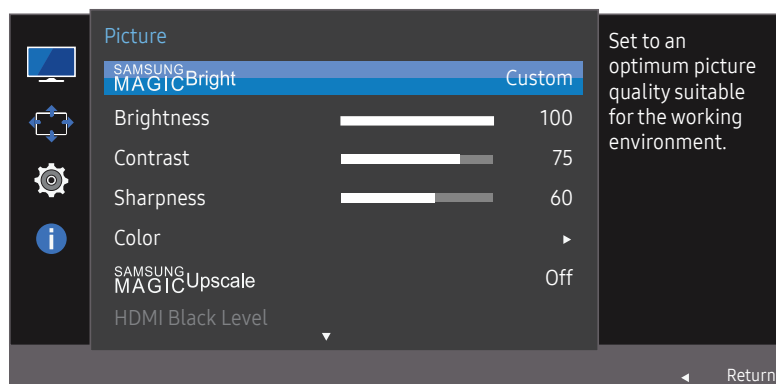 Picture
SAMSUNG MAGIC Bright Custom
Brightness 100
Contrast 75
Sharpness 60
Color
SAMSUNG MAGIC Upscale Off
HDMI Black Level
Set to an
optimum picture
quality suitable
for the working
environment.
Return